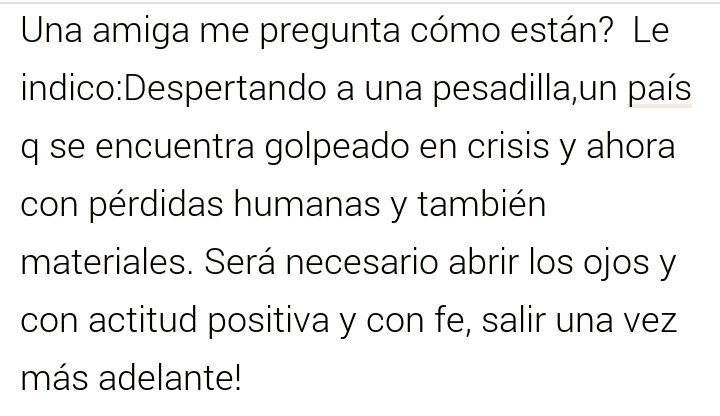 Una amiga me pregunta cómo están?  Le
indico:Despertando a una pesadilla,un país
q se encuentra golpeado en crisis y ahora
con pérdidas humanas y también
materiales. Será necesario abrir los ojos y
con actitud positiva y con fe, salir una vez
más adelante!